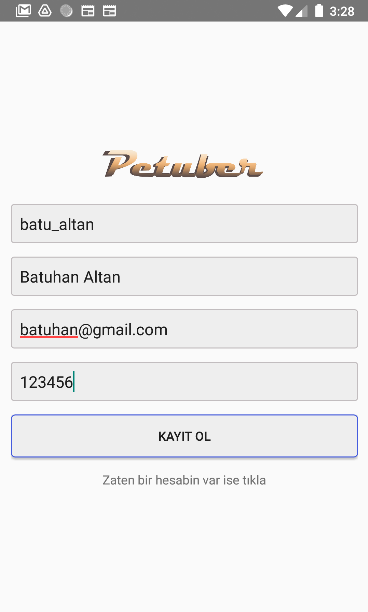 3:28
Petuber
batu_altan
Batuhan Altan
batuhan@gmail.com
123456
KAYIT OL
Zaten bir hesabin var ise tıkla